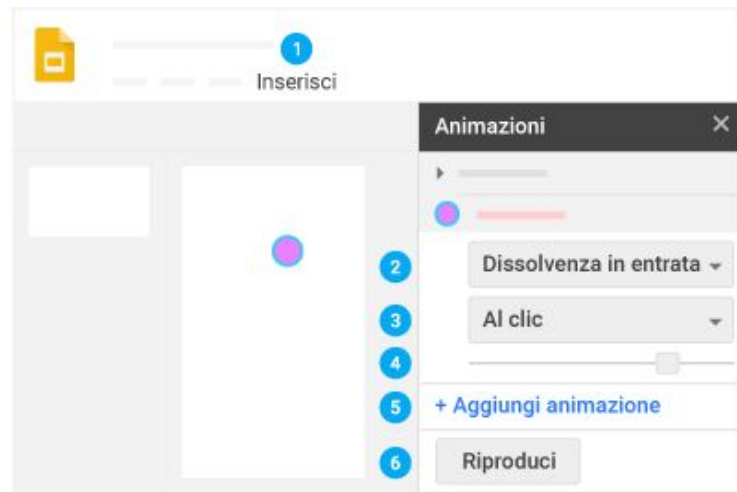 1
Inserisci
Animazioni
2 Dissolvenza in entrata
3 Al clic
4
5 + Aggiungi animazione
6 Riproduci